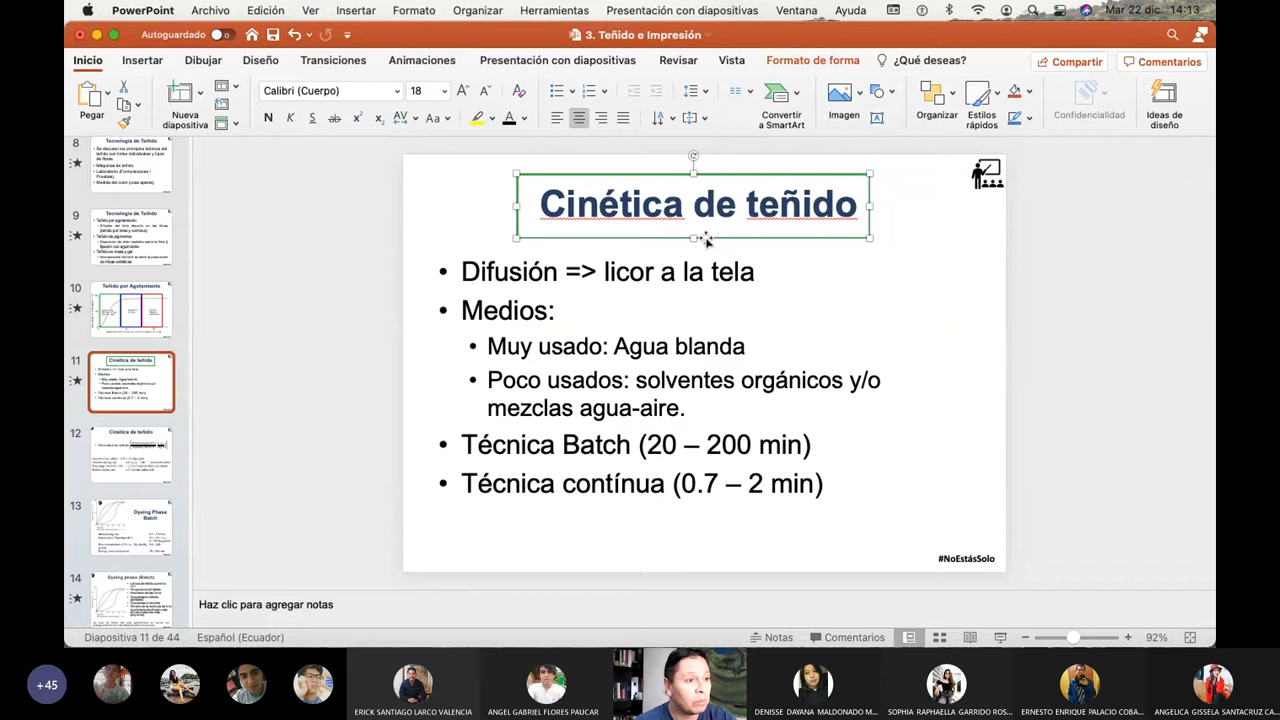 PowerPoint Archivo Edición Ver Insertar Formato Organizar Herramientas Presentación con diapositivas Ventana Ayuda Mar 22 dic. 14:13
Autoguardado 3. Teñido e Impresión
Inicio Insertar Dibujar Diseño Transiciones Animaciones Presentación con diapositivas Revisar Vista Formato de forma ¿Qué deseas? Compartir Comentarios
Calibri (Cuerpo) 18
Pegar Nueva diapositiva Convertir a SmartArt Imagen Organizar Estilos rápidos Confidencialidad Ideas de diseño
8
Tecnología de Teñido
9
Tecnología de Teñido
10
Teñido por Agotamiento
11
Cinética de teñido
12
Cinética de teñido
13
Dyeing Phase
Batch
14
Dyeing phase (Batch)
Cinética de teñido
• Difusión => licor a la tela
• Medios:
• Muy usado: Agua blanda
• Poco usados: solventes orgáncos y/o
mezclas agua-aire.
• Técnica Batch (20 – 200 min)
• Técnica contínua (0.7 – 2 min)
#NoEstásSolo
Haz clic para agregar notas
Diapositiva 11 de 44 Español (Ecuador) Notas Comentarios 92%
+45
ERICK SANTIAGO LARCO VALENCIA ANGEL GABRIEL FLORES PAUCAR DENISSE DAYANA MALDONADO M... SOPHIA RAPHAELLA GARRIDO ROS... ERNESTO ENRIQUE PALACIO COBA... ANGELICA GISSELA SANTACRUZ CA...